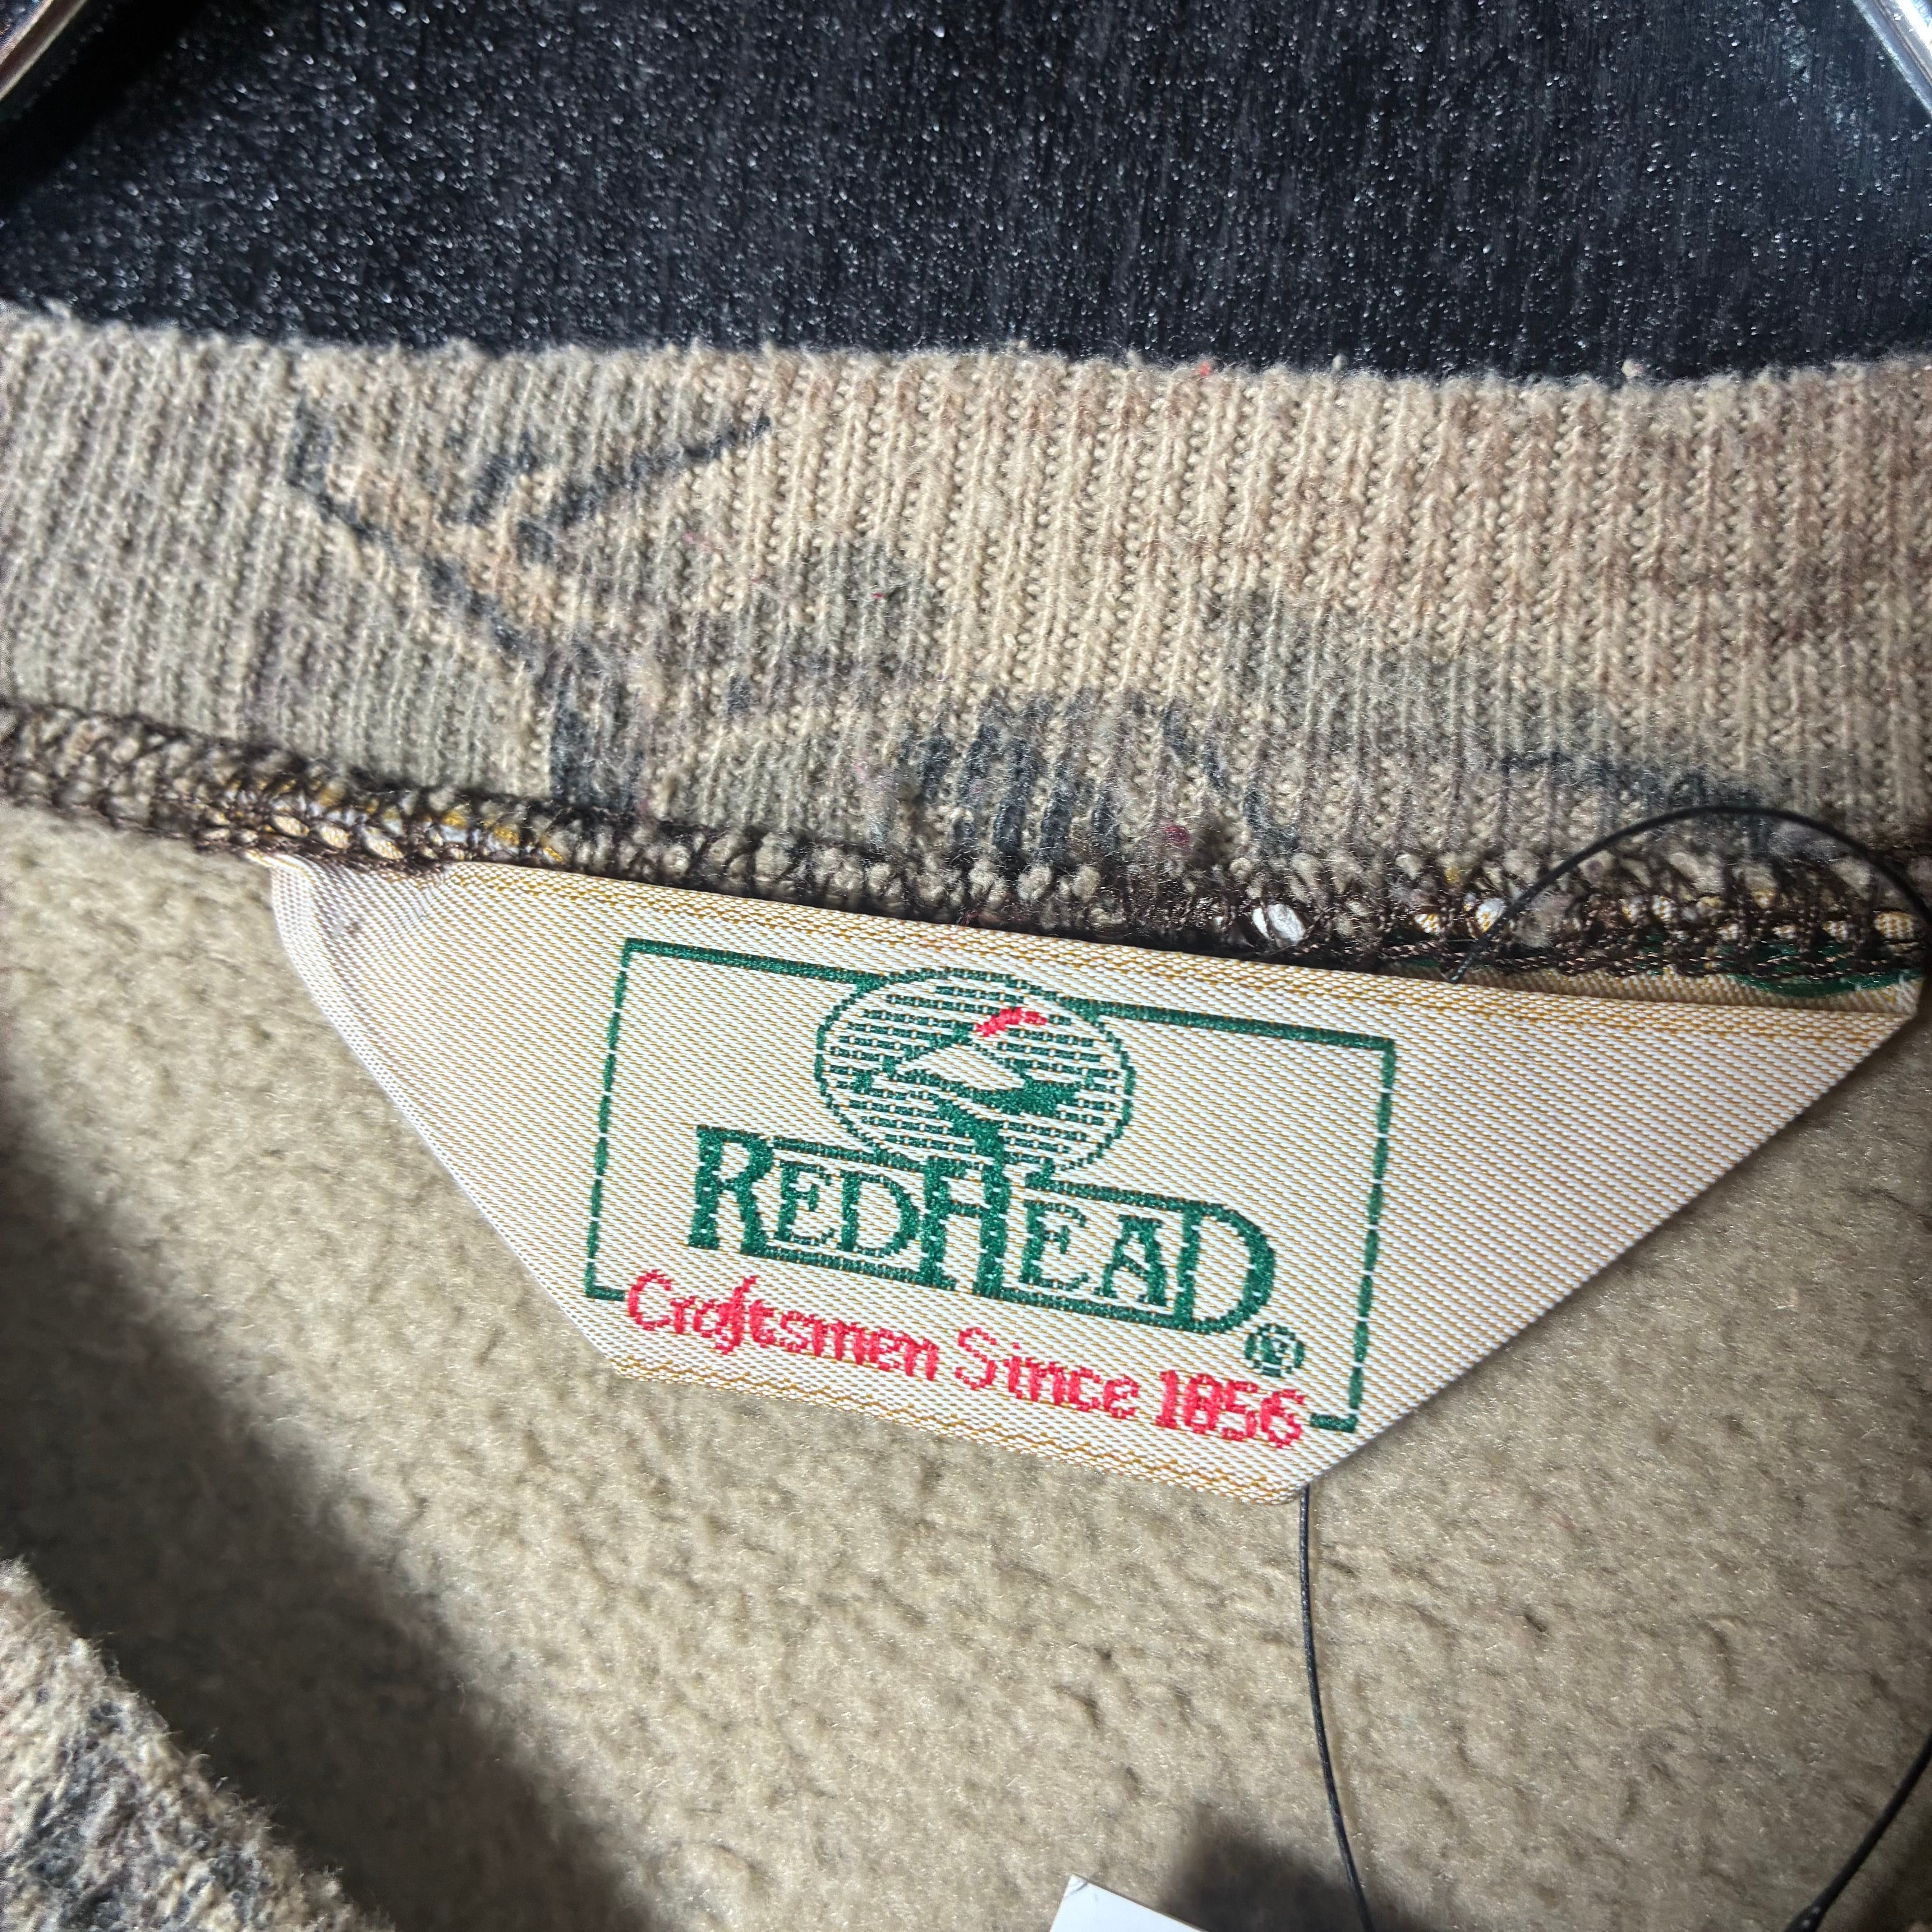 REDHEAD®
Craftsmen Since 1856